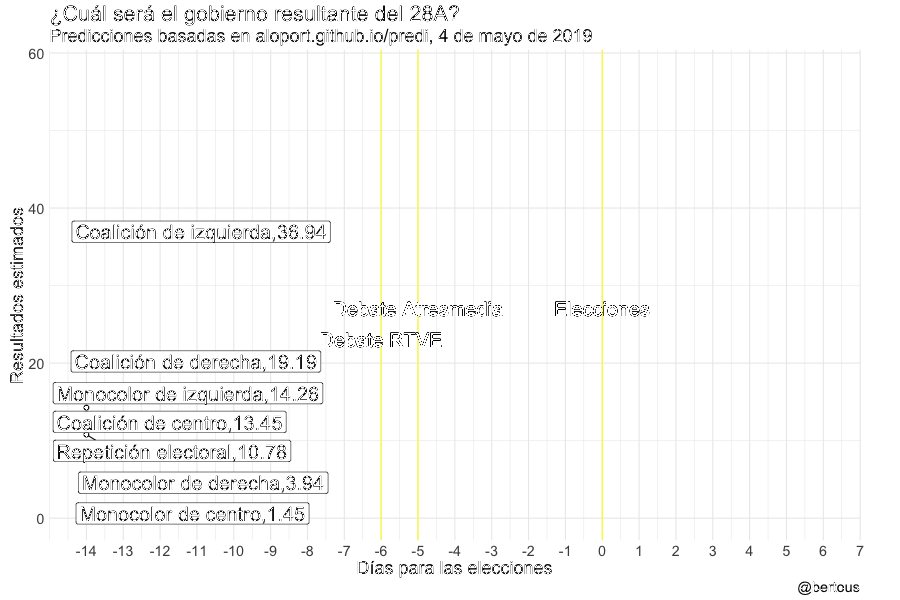 ¿Cuál será el gobierno resultante del 28A?
Predicciones basadas en aloport.github.io/predi, 4 de mayo de 2019
60
40
20
0
Resultados estimados
Coalición de izquierda,36.94
Debate Atresmedia
Elecciones
Debate RTVE
Coalición de derecha,19.19
Monocolor de izquierda,14.26
Coalición de centro,13.45
Repetición electoral,10.78
Monocolor de derecha,3.94
Monocolor de centro,1.45
-14 -13 -12 -11 -10 -9 -8 -7 -6 -5 -4 -3 -2 -1 0 1 2 3 4 5 6 7
Días para las elecciones
@bertous